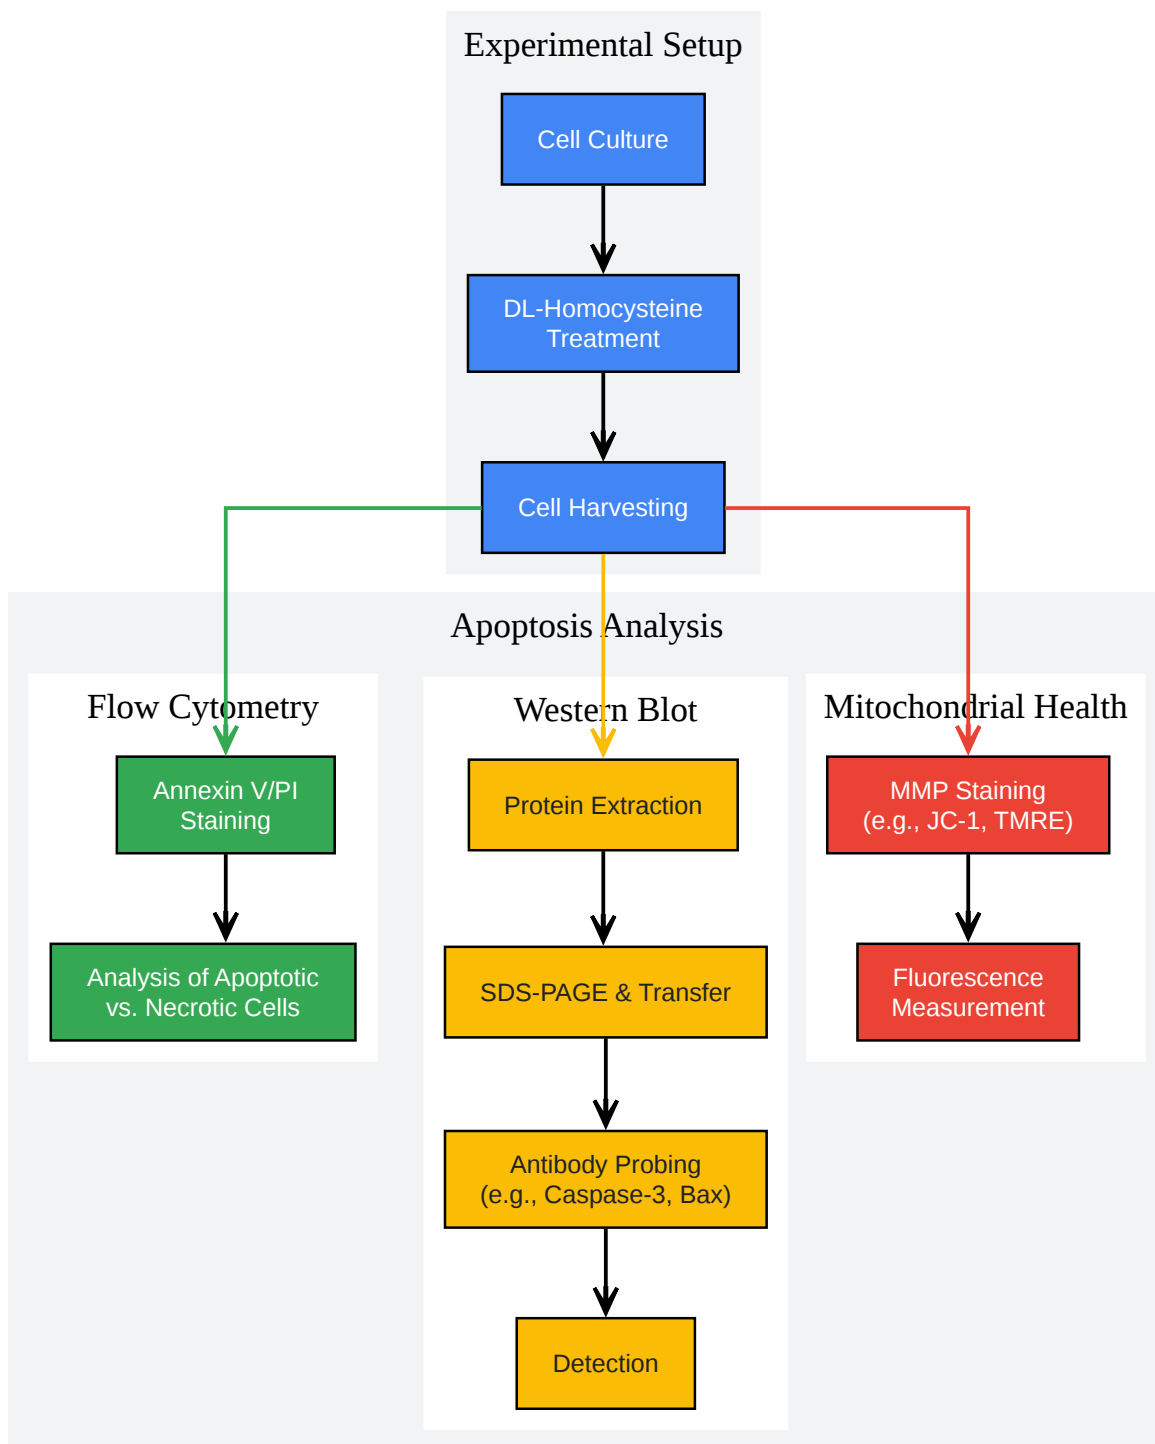 Experimental Setup
Cell Culture
DL-Homocysteine
Treatment
Cell Harvesting
Apoptosis Analysis
Flow Cytometry
Annexin V/PI
Staining
Analysis of Apoptotic
vs. Necrotic Cells
Western Blot
Protein Extraction
SDS-PAGE & Transfer
Antibody Probing
(e.g., Caspase-3, Bax)
Detection
Mitochondrial Health
MMP Staining
(e.g., JC-1, TMRE)
Fluorescence
Measurement